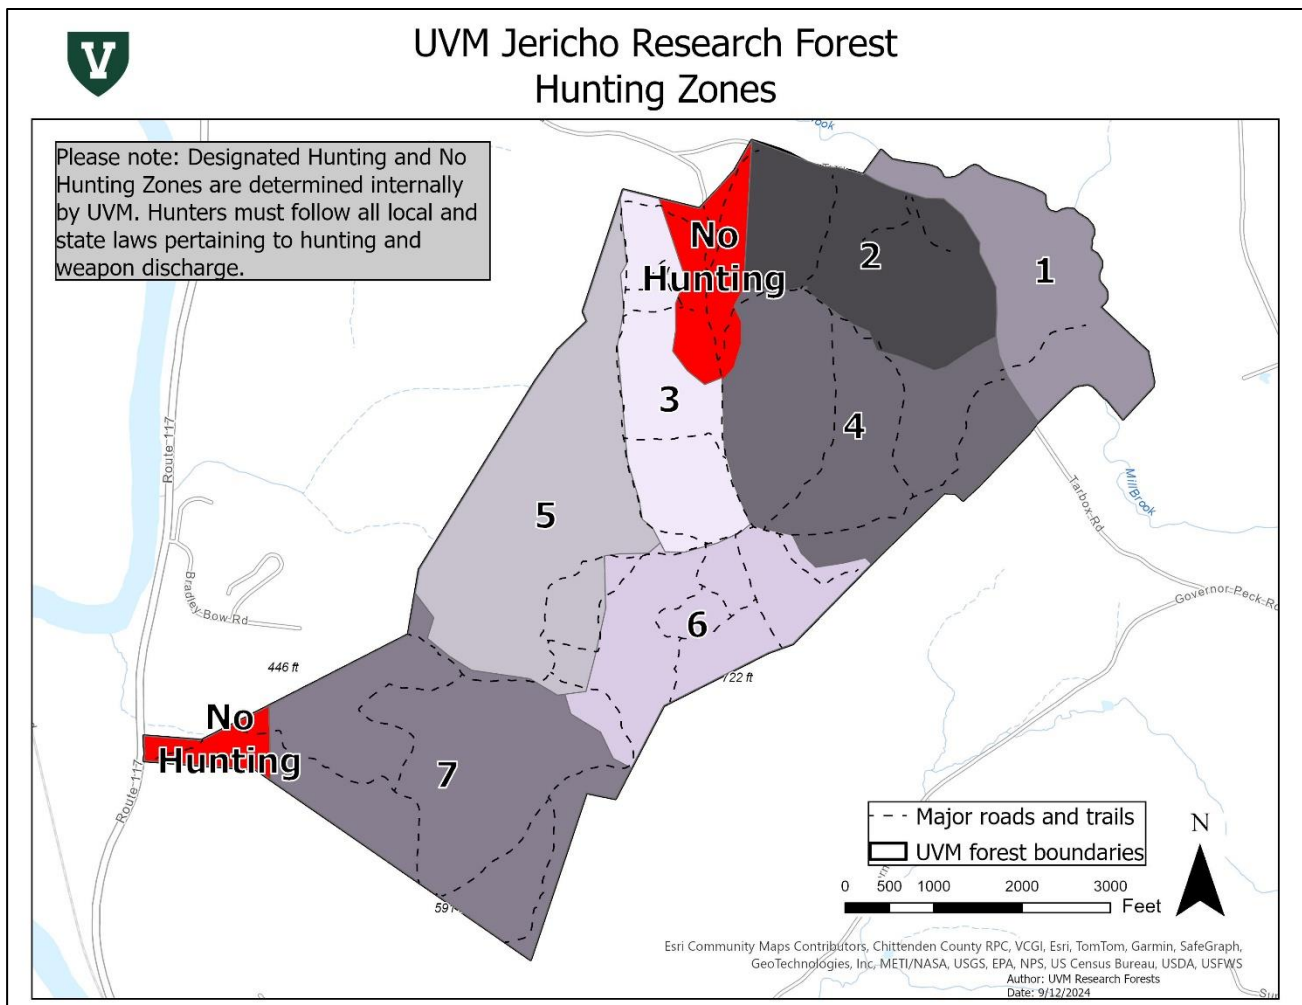 V
UVM Jericho Research Forest
Hunting Zones
Please note: Designated Hunting and No
Hunting Zones are determined internally
by UVM. Hunters must follow all local and
state laws pertaining to hunting and
weapon discharge.
No
Hunting
2
1
3
4
5
6
7
No
Hunting
Route 117
Route 117
Bradley Bow Rd
446 ft
722 ft
Mill Brook
Tarbox Rd
Governor Peck Rd
Major roads and trails
UVM forest boundaries
N
0 500 1000 2000 3000
Feet
Esri Community Maps Contributors, Chittenden County RPC, VCGI, Esri, TomTom, Garmin, SafeGraph,
GeoTechnologies, Inc, METI/NASA, USGS, EPA, NPS, US Census Bureau, USDA, USFWS
Author: UVM Research Forests
Date: 9/12/2024